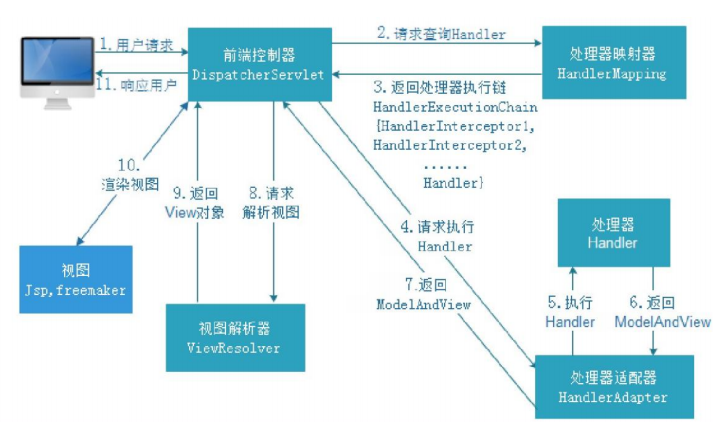 1.用户请求
11.响应用户
前端控制器
DispatcherServlet
2.请求查询Handler
处理器映射器
HandlerMapping
3.返回处理器执行链
HandlerExecutionChain
{HandlerInterceptor1,
HandlerInterceptor2,
......
Handler}
10.
渲染视图
9.返回
View对象
8.请求
解析视图
4.请求执行
Handler
处理器
Handler
视图
Jsp,freemaker
7.返回
ModelAndView
5.执行
Handler
6.返回
ModelAndView
视图解析器
ViewResolver
处理器适配器
HandlerAdapter